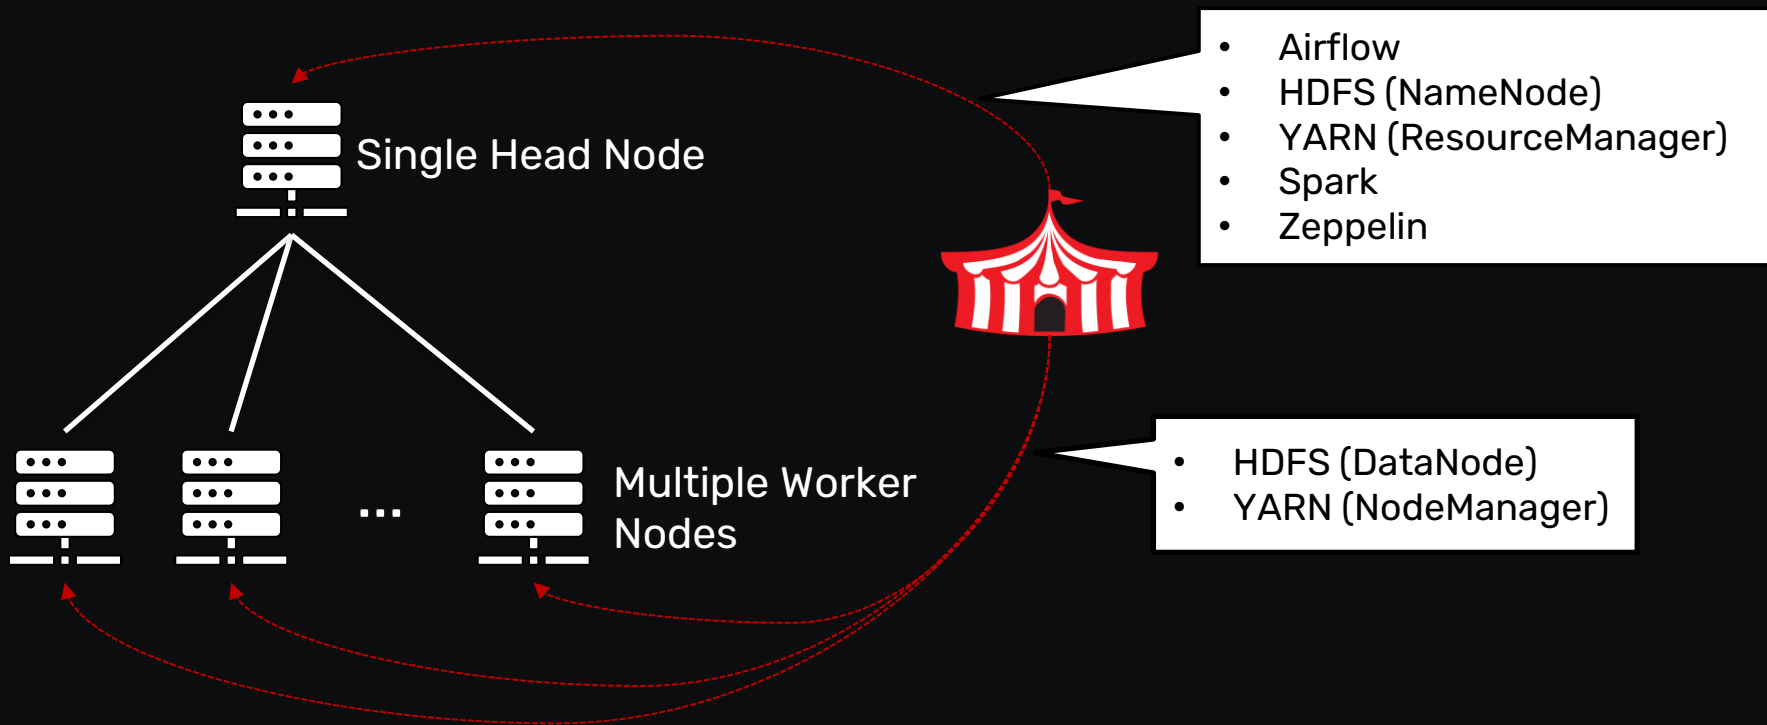 • Airflow
• HDFS (NameNode)
• YARN (ResourceManager)
• Spark
• Zeppelin
Single Head Node
Multiple Worker
Nodes
...
• HDFS (DataNode)
• YARN (NodeManager)